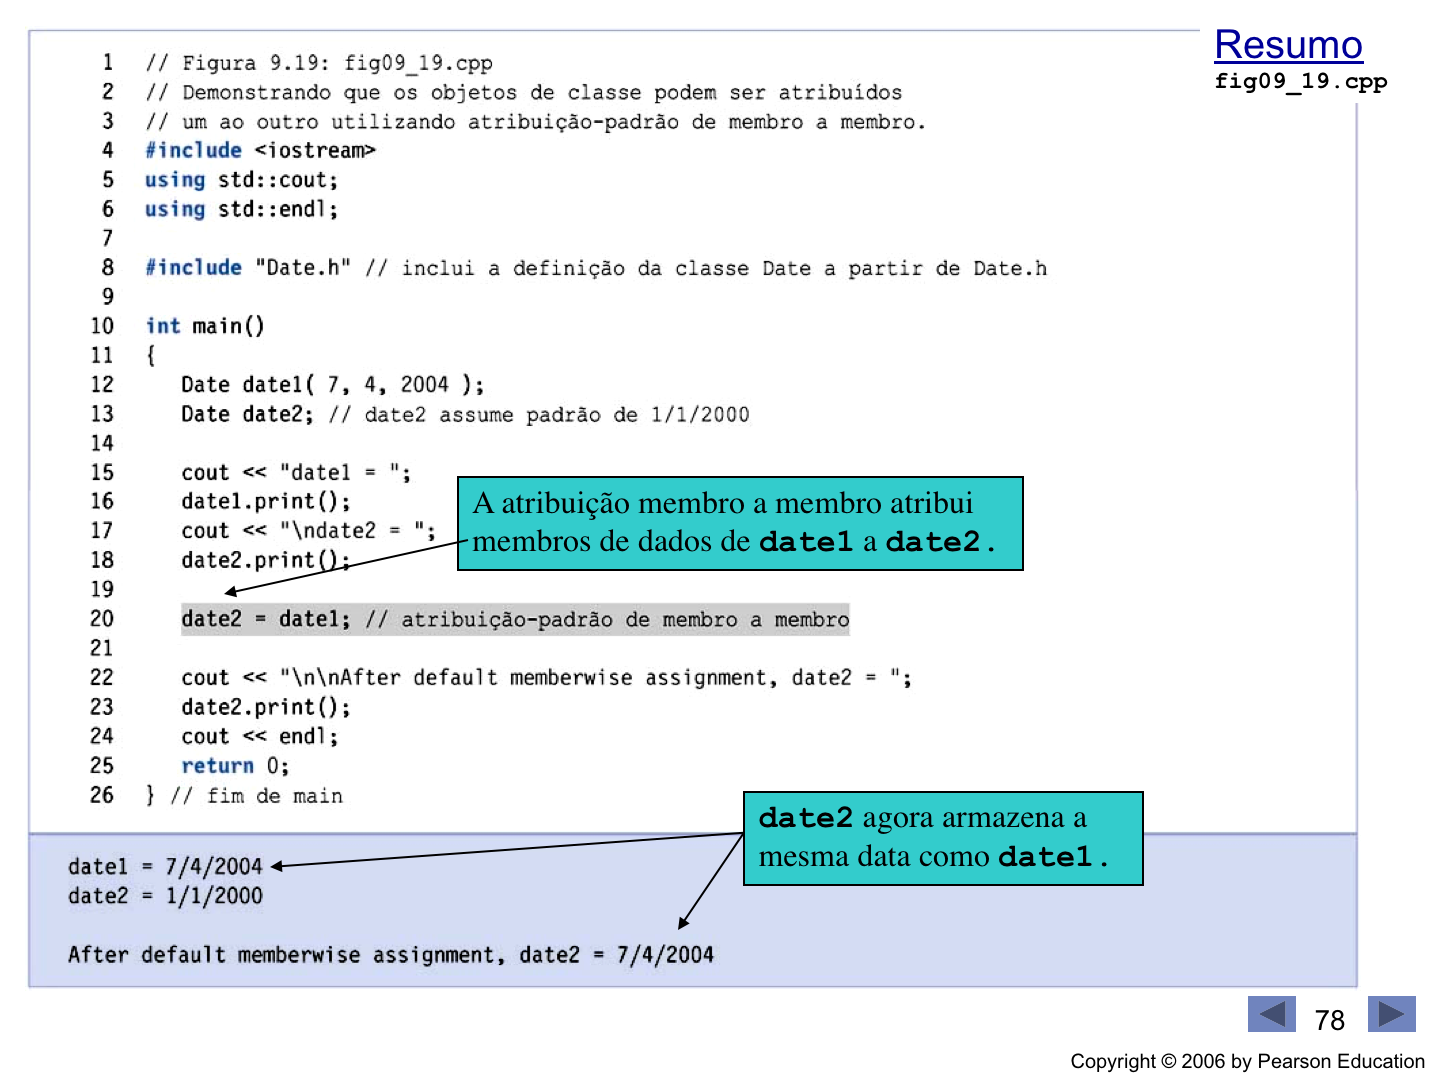 Resumo
fig09_19.cpp
1 // Figura 9.19: fig09_19.cpp
2 // Demonstrando que os objetos de classe podem ser atribuídos
3 // um ao outro utilizando atribuição-padrão de membro a membro.
4 #include <iostream>
5 using std::cout;
6 using std::endl;
7
8 #include "Date.h" // inclui a definição da classe Date a partir de Date.h
9
10 int main()
11 {
12 Date date1( 7, 4, 2004 );
13 Date date2; // date2 assume padrão de 1/1/2000
14
15 cout << "date1 = ";
16 date1.print();
17 cout << "\ndate2 = ";
18 date2.print();
19
20 date2 = date1; // atribuição-padrão de membro a membro
21
22 cout << "\n\nAfter default memberwise assignment, date2 = ";
23 date2.print();
24 cout << endl;
25 return 0;
26 } // fim de main
A atribuição membro a membro atribui
membros de dados de date1 a date2.
date2 agora armazena a
mesma data como date1.
date1 = 7/4/2004
date2 = 1/1/2000
After default memberwise assignment, date2 = 7/4/2004
78
Copyright © 2006 by Pearson Education